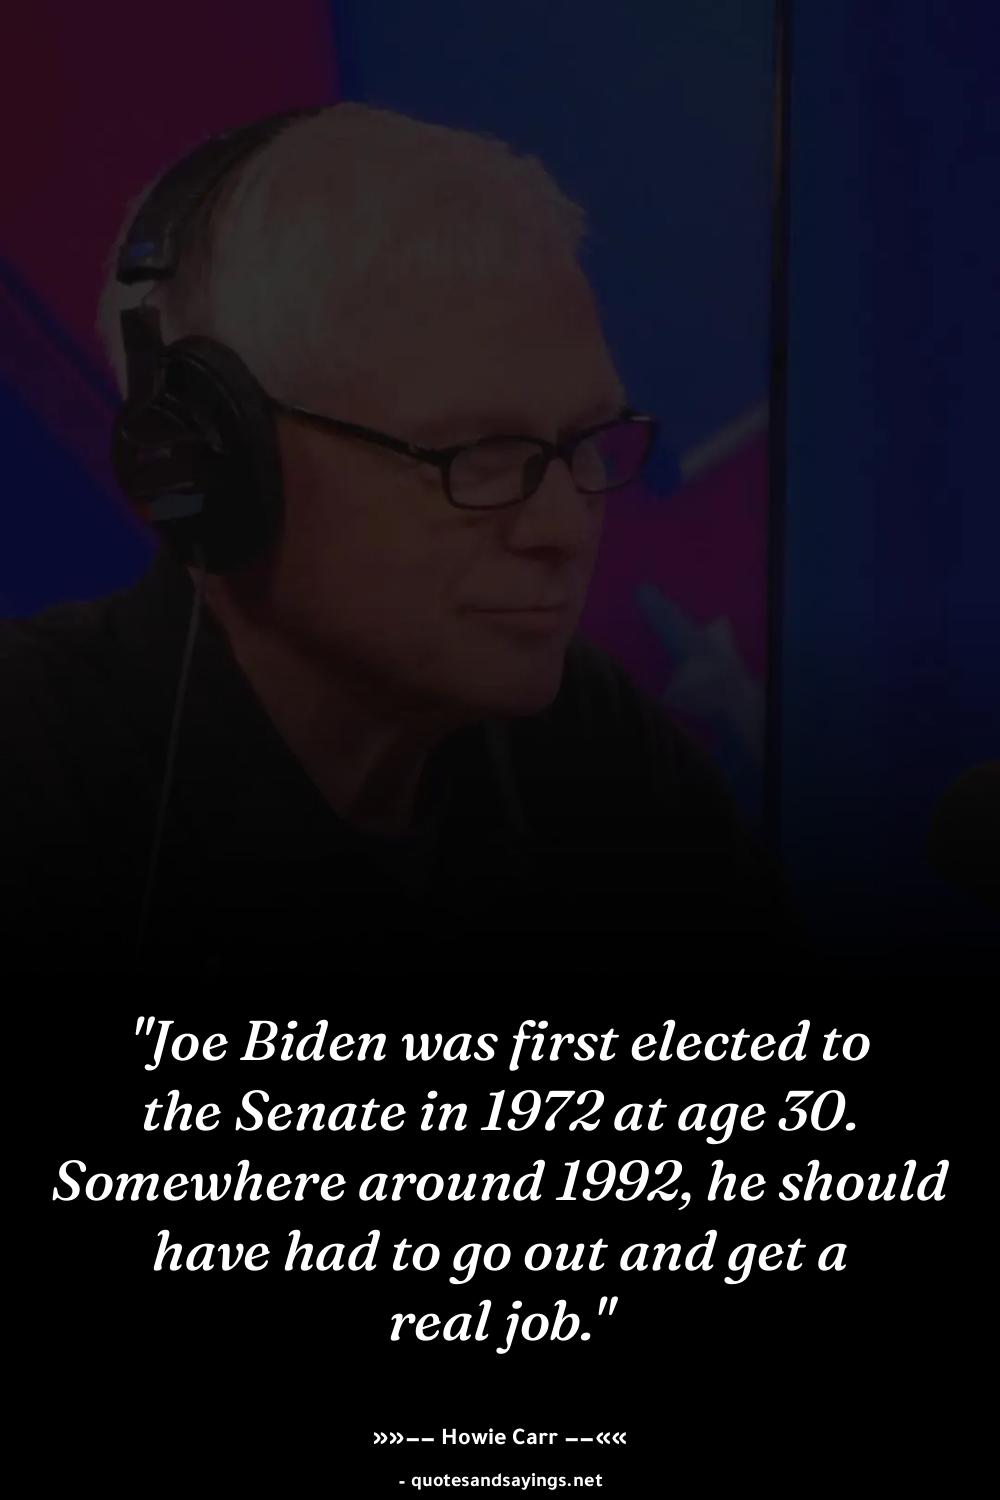 "Joe Biden was first elected to
the Senate in 1972 at age 30.
Somewhere around 1992, he should
have had to go out and get a
real job."
»»–– Howie Carr ––««
- quotesandsayings.net